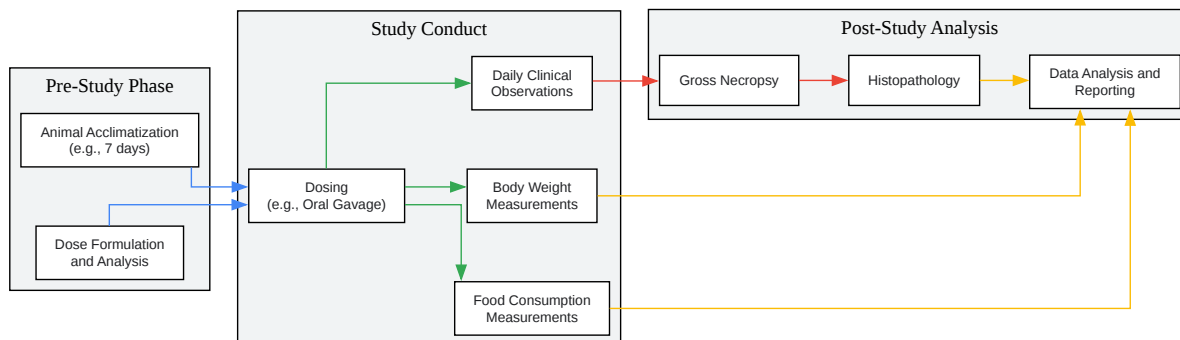 Pre-Study Phase
Animal Acclimatization
(e.g., 7 days)
Dose Formulation
and Analysis
Study Conduct
Dosing
(e.g., Oral Gavage)
Daily Clinical
Observations
Body Weight
Measurements
Food Consumption
Measurements
Post-Study Analysis
Gross Necropsy
Histopathology
Data Analysis and
Reporting